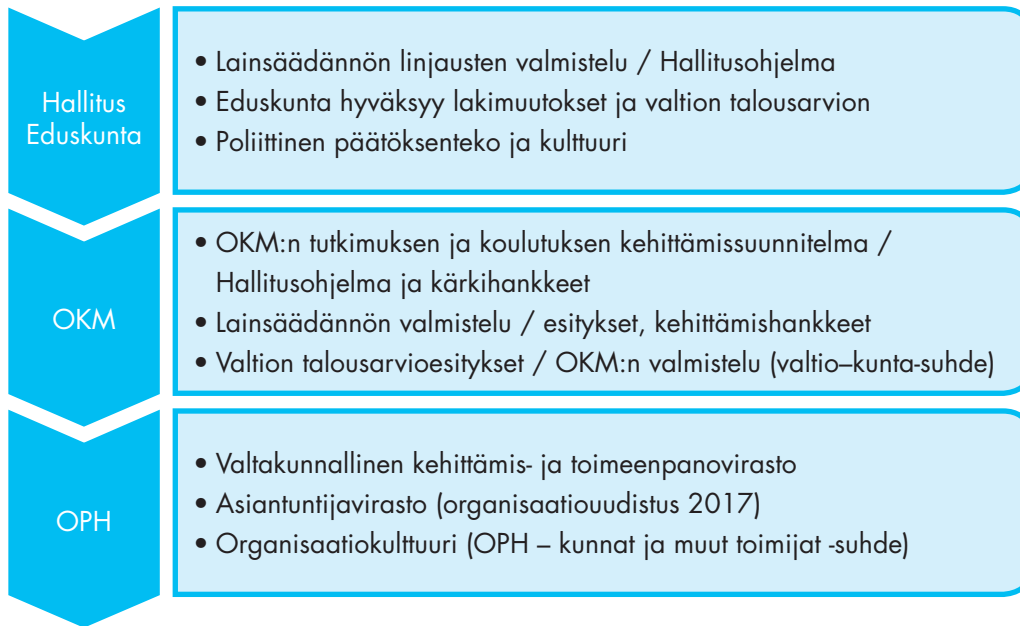 Hallitus
Eduskunta
• Lainsäädännön linjausten valmistelu / Hallitusohjelma
• Eduskunta hyväksyy lakimuutokset ja valtion talousarvion
• Poliittinen päätöksenteko ja kulttuuri
OKM
• OKM:n tutkimuksen ja koulutuksen kehittämissuunnitelma /
Hallitusohjelma ja kärkihankkeet
• Lainsäädännön valmistelu / esitykset, kehittämishankkeet
• Valtion talousarvioesitykset / OKM:n valmistelu (valtio–kunta-suhde)
OPH
• Valtakunnallinen kehittämis- ja toimeenpanovirasto
• Asiantuntijavirasto (organisaatiouudistus 2017)
• Organisaatiokulttuuri (OPH – kunnat ja muut toimijat -suhde)